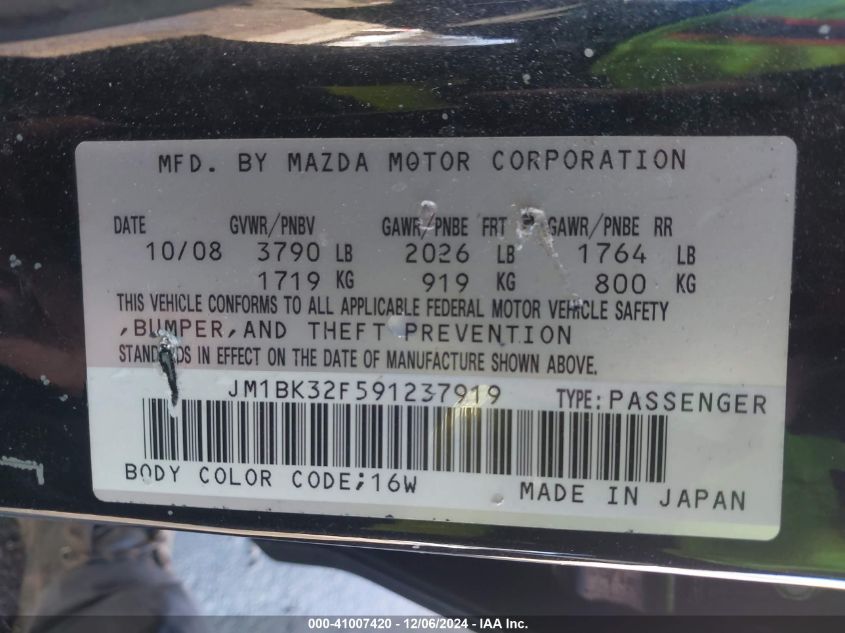 MFD. BY MAZDA MOTOR CORPORATION
DATE GVWR/PNBV GAWR/PNBE FRT GAWR/PNBE RR
10/08 3790 LB 2026 LB 1764 LB
1719 KG 919 KG 800 KG
THIS VEHICLE CONFORMS TO ALL APPLICABLE FEDERAL MOTOR VEHICLE SAFETY
,BUMPER,AND THEFT PREVENTION
STANDARDS IN EFFECT ON THE DATE OF MANUFACTURE SHOWN ABOVE.
JM1BK32F591237919 TYPE:PASSENGER
BODY COLOR CODE;16W MADE IN JAPAN
000-41007420 - 12/06/2024 - IAA Inc.